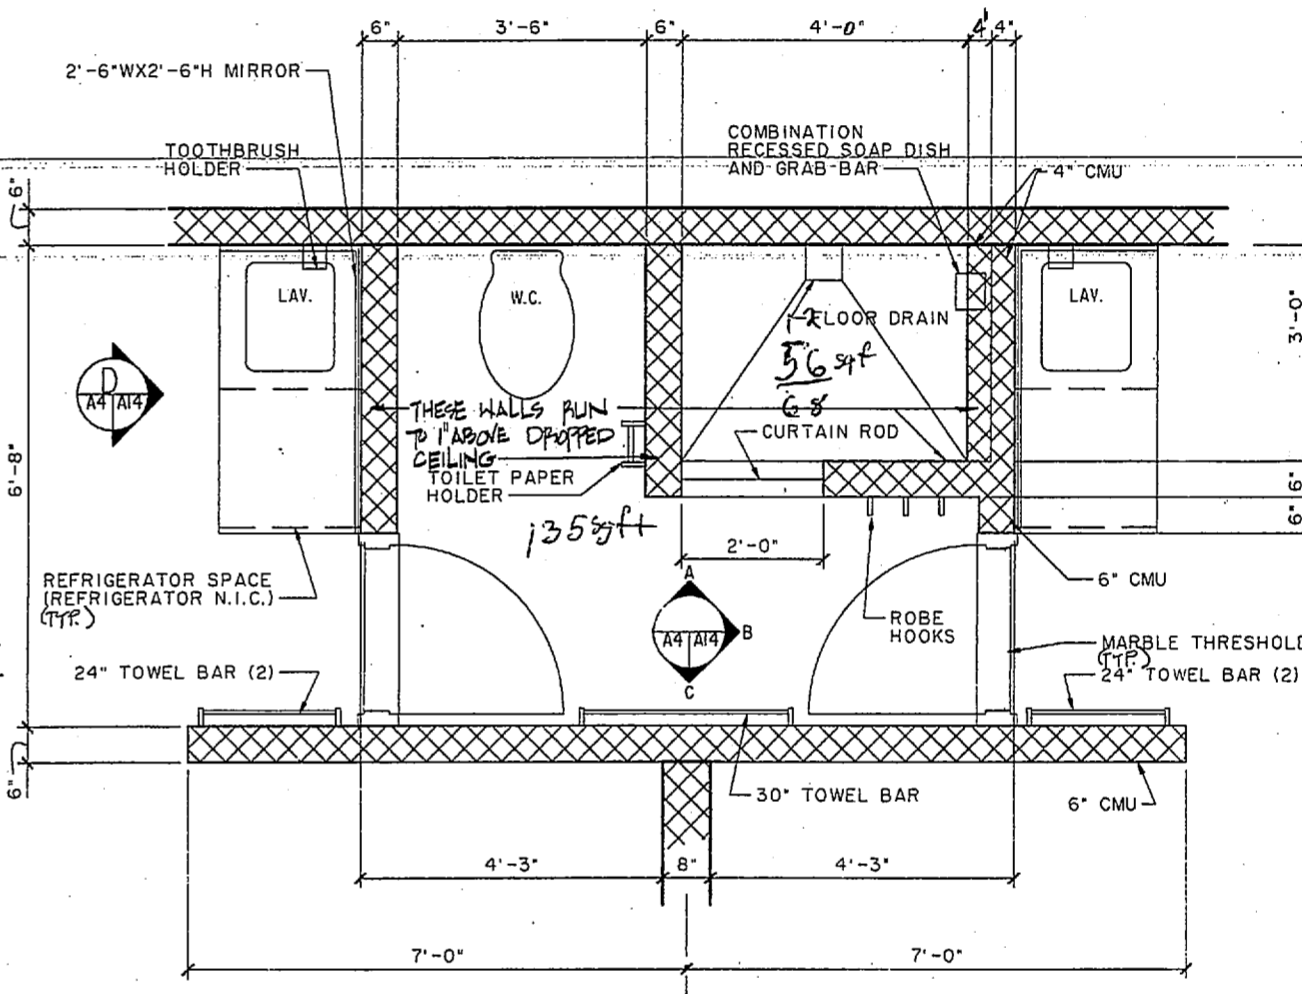 6" 3'-6" 6" 4'-0" 4" 4"
2'-6"WX2'-6"H MIRROR
TOOTHBRUSH
HOLDER
COMBINATION
RECESSED SOAP DISH
AND GRAB BAR
4" CMU
6"
LAV.
W.C.
FLOOR DRAIN
LAV.
3'-0"
56 sqf
68
D
A4 A14
THESE WALLS RUN
TO 1" ABOVE DROPPED
CEILING
CURTAIN ROD
TOILET PAPER
HOLDER
6'-8"
6"
6"
135 sqft
2'-0"
REFRIGERATOR SPACE
(REFRIGERATOR N.I.C.)
(TYP.)
A
A4 A14 B
C
ROBE
HOOKS
6" CMU
MARBLE THRESHOLD
(TYP.)
24" TOWEL BAR (2)
24" TOWEL BAR (2)
6"
30" TOWEL BAR
6" CMU
4'-3" 8" 4'-3"
7'-0" 7'-0"